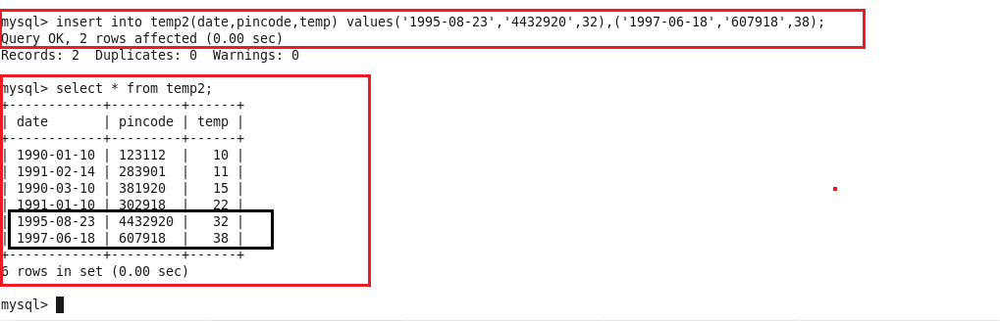 mysql> insert into temp2(date,pincode,temp) values('1995-08-23','4432920',32),('1997-06-18','607918',38);
Query OK, 2 rows affected (0.00 sec)
Records: 2  Duplicates: 0  Warnings: 0
mysql> select * from temp2;
+------------+---------+------+
| date       | pincode | temp |
+------------+---------+------+
| 1990-01-10 | 123112  |   10 |
| 1991-02-14 | 283901  |   11 |
| 1990-03-10 | 381920  |   15 |
| 1991-01-10 | 302918  |   22 |
| 1995-08-23 | 4432920 |   32 |
| 1997-06-18 | 607918  |   38 |
+------------+---------+------+
6 rows in set (0.00 sec)
mysql>